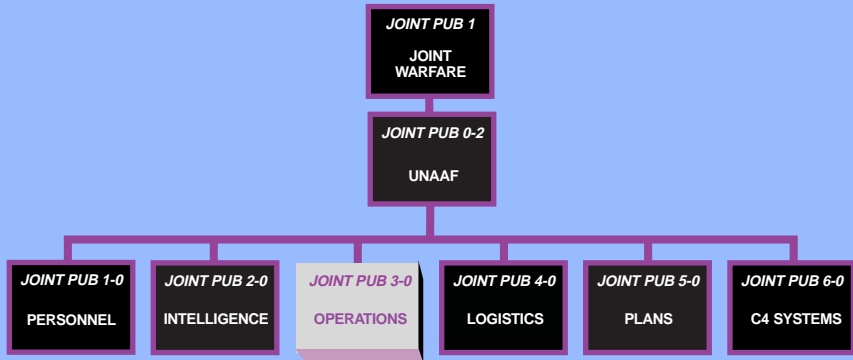 JOINT PUB 1
JOINT
WARFARE
JOINT PUB 0-2
UNAAF
JOINT PUB 1-0
PERSONNEL
JOINT PUB 2-0
INTELLIGENCE
JOINT PUB 3-0
OPERATIONS
JOINT PUB 4-0
LOGISTICS
JOINT PUB 5-0
PLANS
JOINT PUB 6-0
C4 SYSTEMS